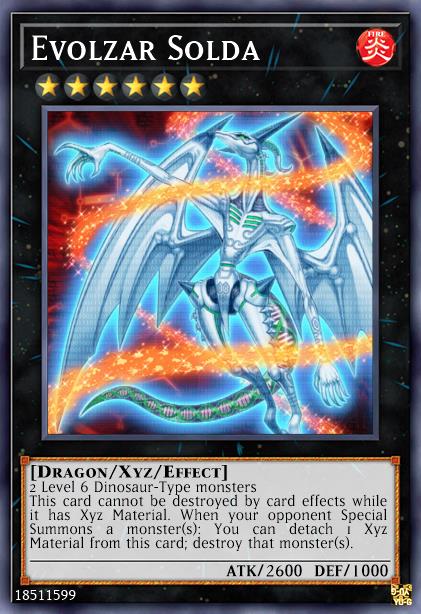 Evolzar Solda
FIRE
炎
[Dragon/Xyz/Effect]
2 Level 6 Dinosaur-Type monsters
This card cannot be destroyed by card effects while
it has Xyz Material. When your opponent Special
Summons a monster(s): You can detach 1 Xyz
Material from this card; destroy that monster(s).
ATK/2600 DEF/1000
18511599